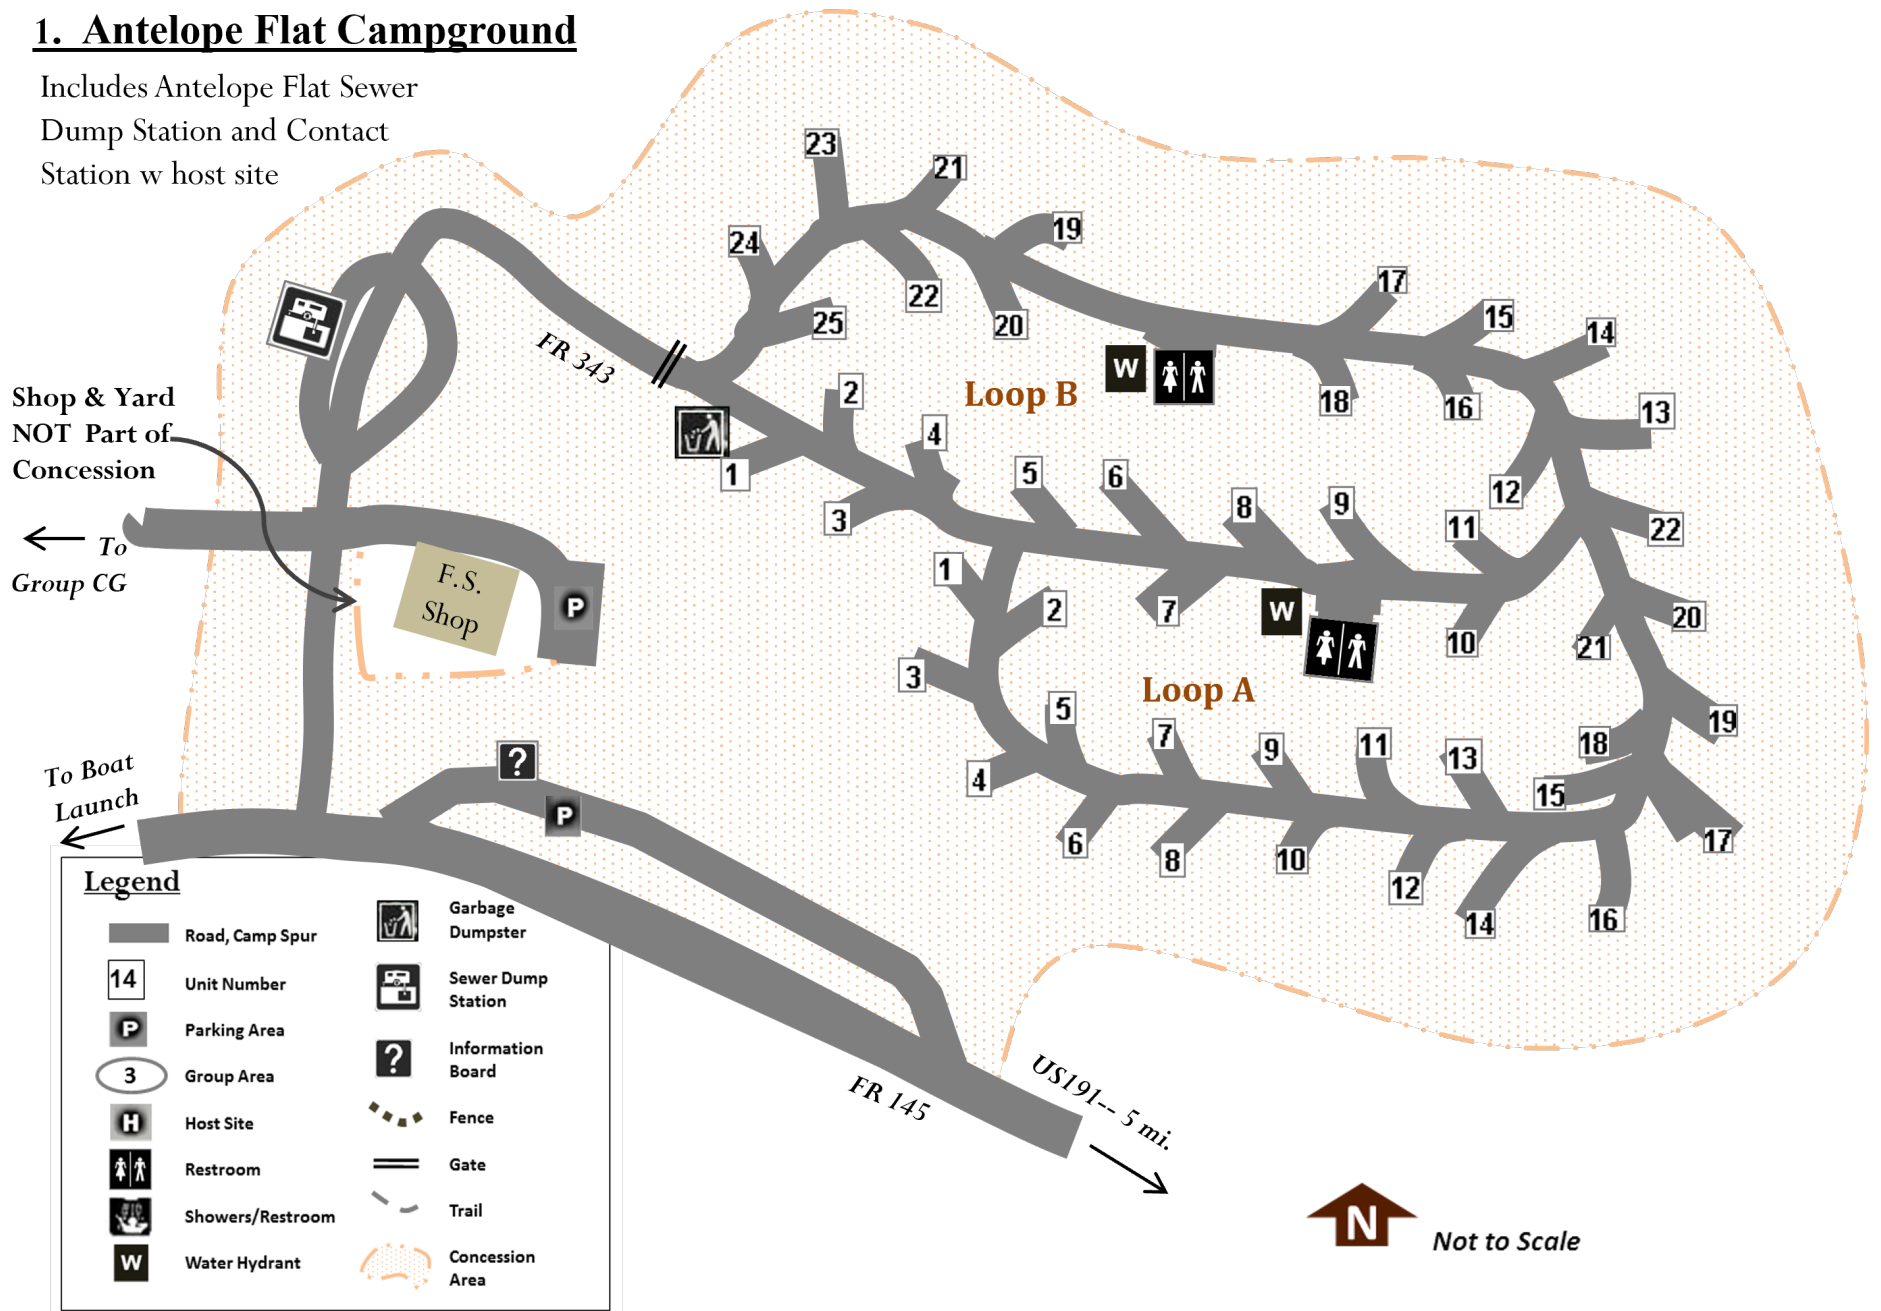 1. Antelope Flat Campground
Includes Antelope Flat Sewer
Dump Station and Contact
Station w host site
23
21
24
19
22
25
20
17
15
14
FR 343
W
Loop B
18
16
13
Shop & Yard
NOT Part of
Concession
2
4
1
3
5
6
8
9
11
12
22
To
Group CG
F.S.
Shop
P
1
2
7
W
10
21
20
3
Loop A
5
4
7
9
11
13
18
19
15
6
8
10
12
14
16
17
?
P
To Boat
Launch
FR 145
US191-- 5 mi.
Legend
Road, Camp Spur
14 Unit Number
P Parking Area
3 Group Area
H Host Site
Restroom
Showers/Restroom
W Water Hydrant
Garbage
Dumpster
Sewer Dump
Station
? Information
Board
Fence
Gate
Trail
Concession
Area
N
Not to Scale